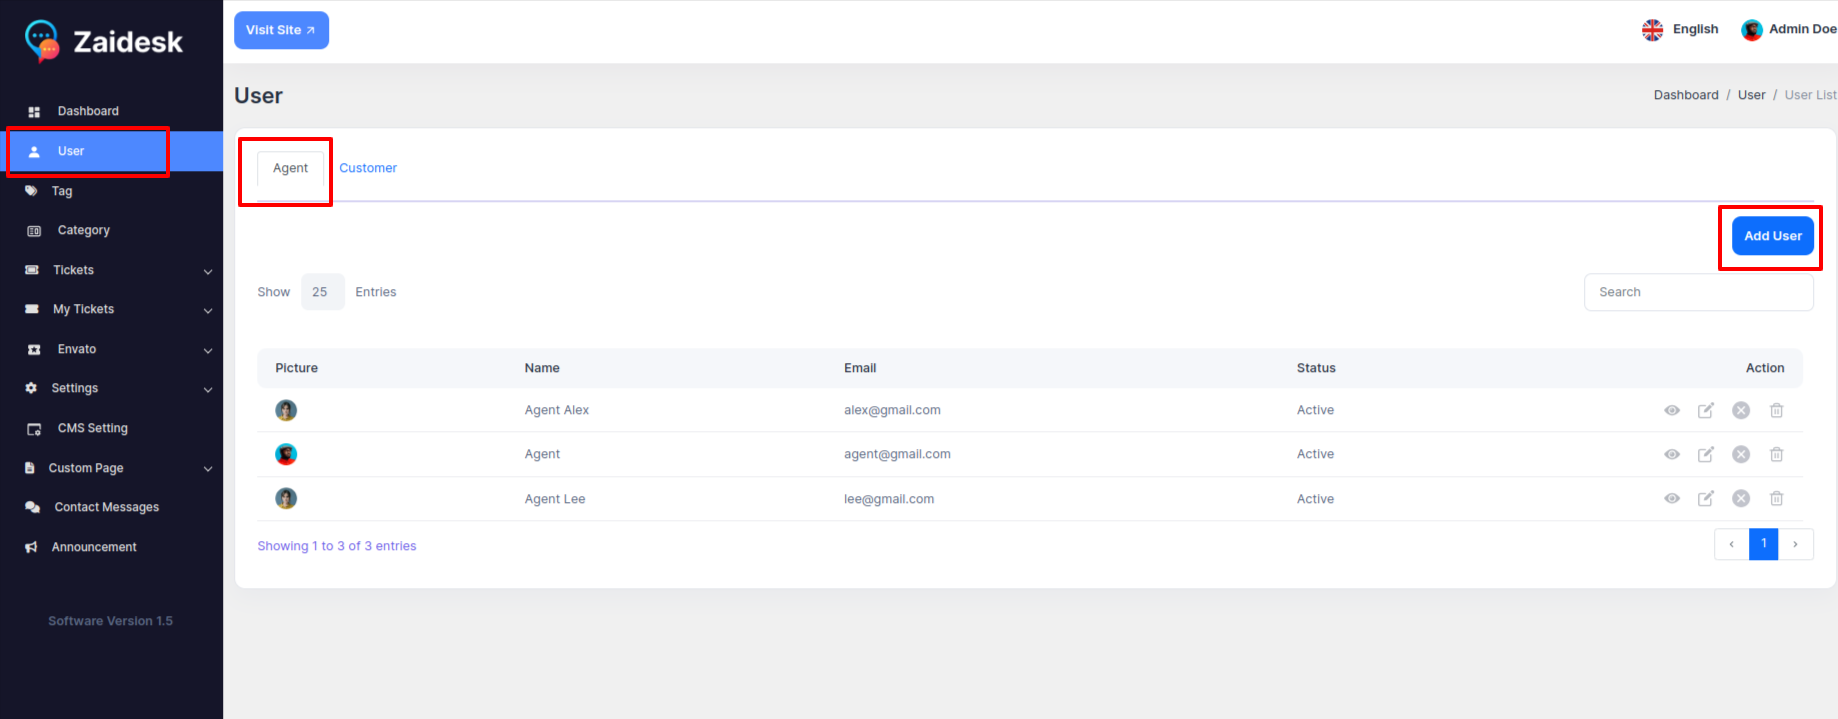 Zaidesk
Visit Site
English
Admin Doe
Dashboard
User
Tag
Category
Tickets
My Tickets
Envato
Settings
CMS Setting
Custom Page
Contact Messages
Announcement
Software Version 1.5
User
Dashboard / User / User List
Agent
Customer
Add User
Show 25 Entries
Search
Picture Name Email Status Action
Agent Alex alex@gmail.com Active
Agent agent@gmail.com Active
Agent Lee lee@gmail.com Active
Showing 1 to 3 of 3 entries
‹ 1 ›